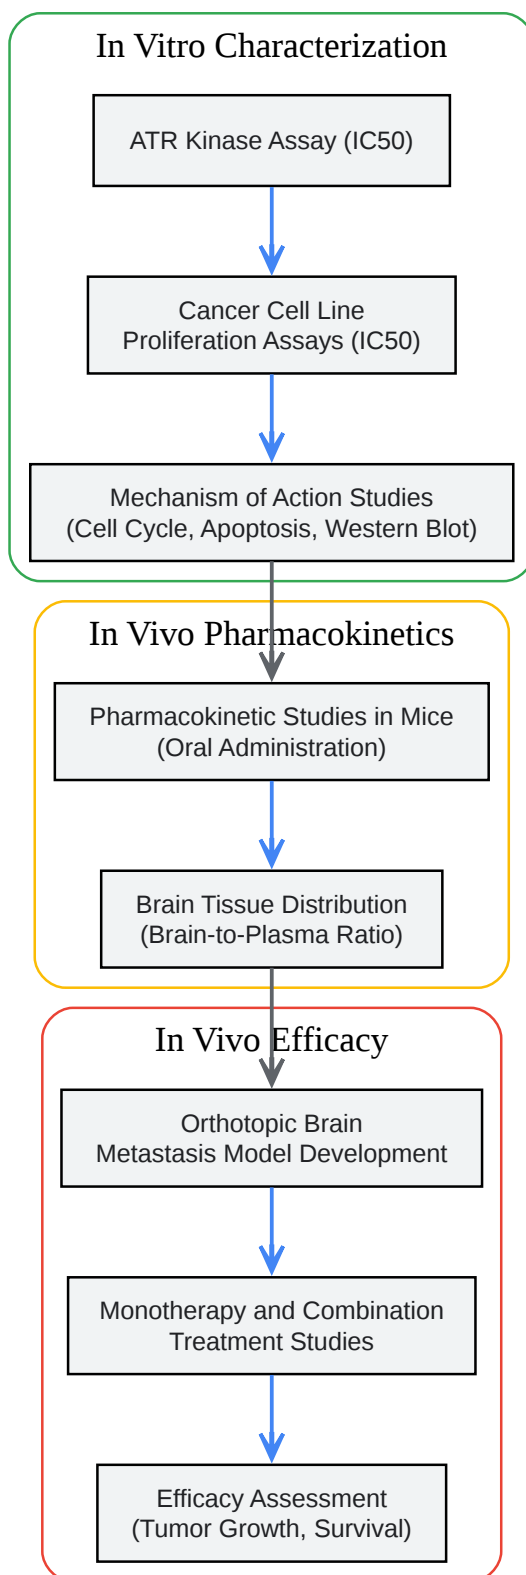 In Vitro Characterization
ATR Kinase Assay (IC50)
Cancer Cell Line
Proliferation Assays (IC50)
Mechanism of Action Studies
(Cell Cycle, Apoptosis, Western Blot)
In Vivo Pharmacokinetics
Pharmacokinetic Studies in Mice
(Oral Administration)
Brain Tissue Distribution
(Brain-to-Plasma Ratio)
In Vivo Efficacy
Orthotopic Brain
Metastasis Model Development
Monotherapy and Combination
Treatment Studies
Efficacy Assessment
(Tumor Growth, Survival)